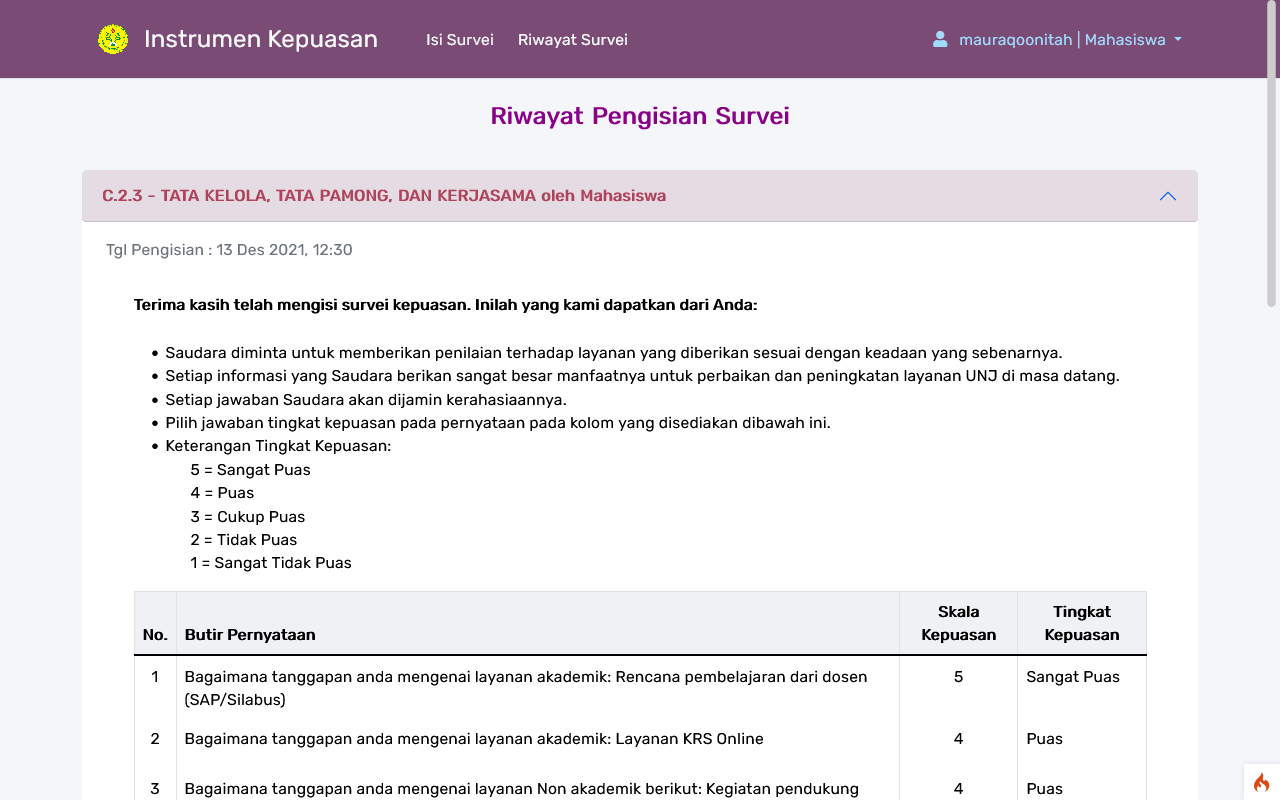 Instrumen Kepuasan
Isi Survei
Riwayat Survei
mauraqoonitah | Mahasiswa
Riwayat Pengisian Survei
C.2.3 - TATA KELOLA, TATA PAMONG, DAN KERJASAMA oleh Mahasiswa
Tgl Pengisian : 13 Des 2021, 12:30
Terima kasih telah mengisi survei kepuasan. Inilah yang kami dapatkan dari Anda:
• Saudara diminta untuk memberikan penilaian terhadap layanan yang diberikan sesuai dengan keadaan yang sebenarnya.
• Setiap informasi yang Saudara berikan sangat besar manfaatnya untuk perbaikan dan peningkatan layanan UNJ di masa datang.
• Setiap jawaban Saudara akan dijamin kerahasiaannya.
• Pilih jawaban tingkat kepuasan pada pernyataan pada kolom yang disediakan dibawah ini.
• Keterangan Tingkat Kepuasan:
5 = Sangat Puas
4 = Puas
3 = Cukup Puas
2 = Tidak Puas
1 = Sangat Tidak Puas
No. Butir Pernyataan Skala Kepuasan Tingkat Kepuasan
1 Bagaimana tanggapan anda mengenai layanan akademik: Rencana pembelajaran dari dosen 5 Sangat Puas
(SAP/Silabus)
2 Bagaimana tanggapan anda mengenai layanan akademik: Layanan KRS Online 4 Puas
3 Bagaimana tanggapan anda mengenai layanan Non akademik berikut: Kegiatan pendukung 4 Puas